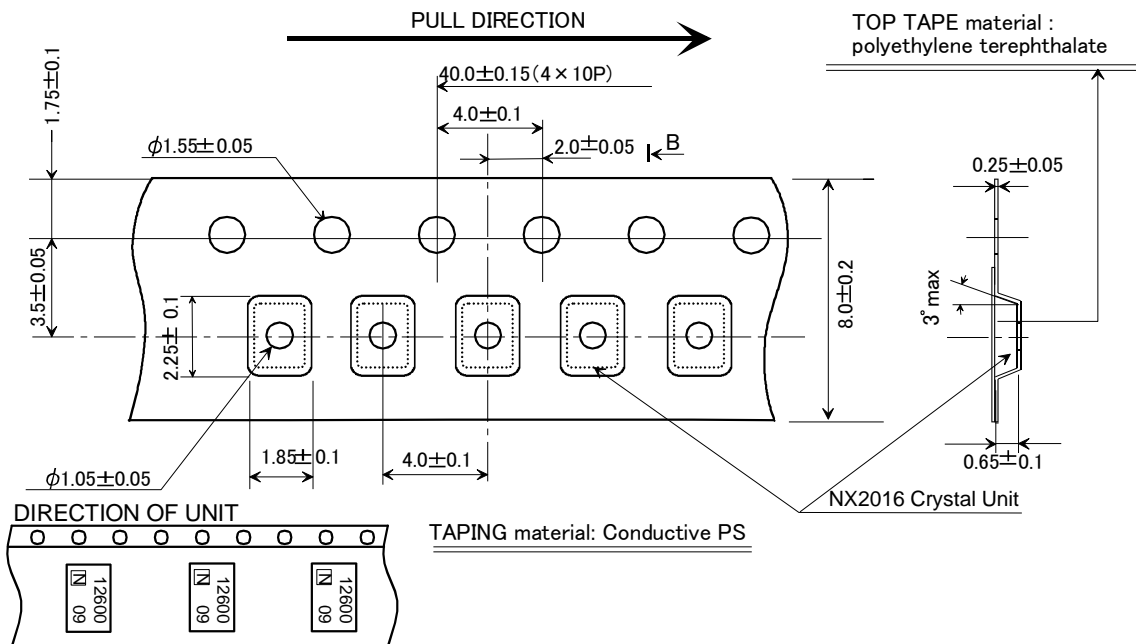 PULL DIRECTION
TOP TAPE material :
polyethylene terephthalate
1.75±0.1
40.0±0.15(4×10P)
4.0±0.1
2.0±0.05
B
φ1.55±0.05
0.25±0.05
3.5±0.05
2.25±0.1
8.0±0.2
3°max
1.85±0.1
4.0±0.1
0.65±0.1
φ1.05±0.05
NX2016 Crystal Unit
DIRECTION OF UNIT
TAPING material: Conductive PS
12600
N 09
12600
N 09
12600
N 09